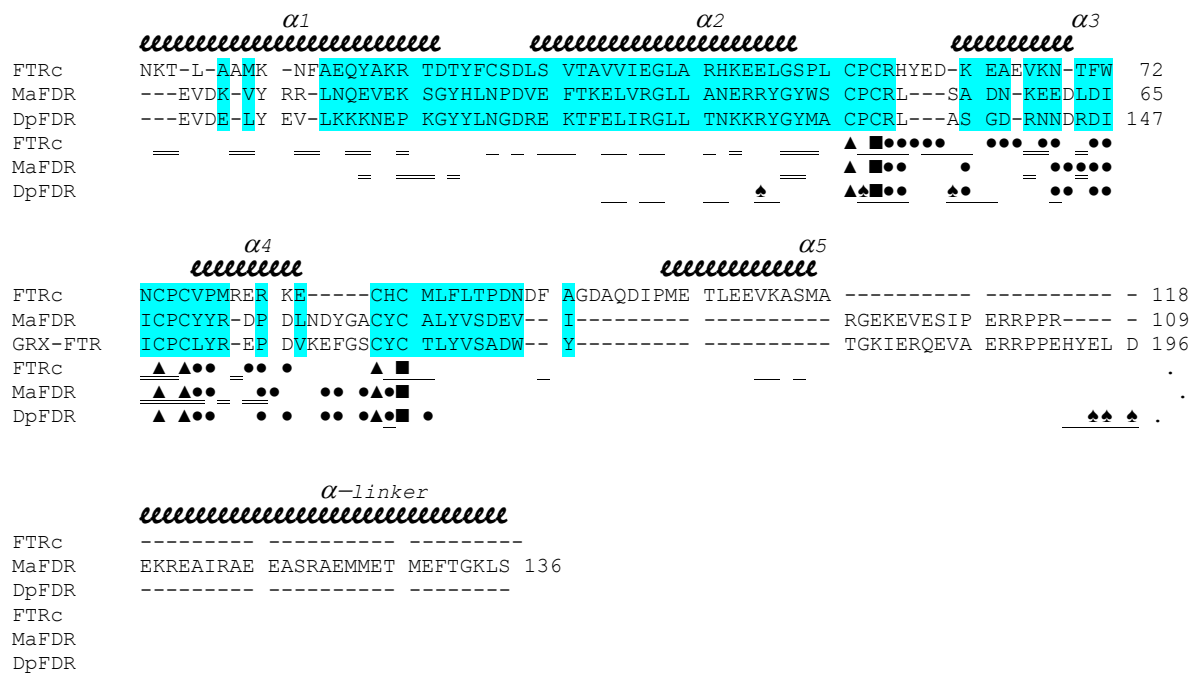 α1 α2 α3
FTRc NKT-L-AAMK -NFAEQYAKR TDTYFCSDLS VTAVVIEGLA RHKEELGSPL CPCRHYED-K EAEVKN-TFW 72
MaFDR ---EVDK-VY RR-LNQEVEK SGYHLNPDVE FTKELVRGLL ANERRYGYWS CPCRL---SA DN-KEEDLDI 65
DpFDR ---EVDE-LY EV-LKKKNEP KGYYLNGDRE KTFELIRGLL TNKKRYGYMA CPCRL---AS GD-RNNDRDI 147
FTRc ▲ ■●●●●● ●●● ●● ●●
MaFDR ▲ ■●● ● ●●●●●
DpFDR ♠ ▲♠■●● ♠● ●● ●●
α4 α5
FTRc NCPCVPMRER KE-----CHC MLFLTPDNDF AGDAQDIPME TLEEVKASMA ---------- ---------- - 118
MaFDR ICPCYYR-DP DLNDYGACYC ALYVSDEV-- I--------- ---------- RGEKEVESIP ERRPPR---- - 109
GRX-FTR ICPCLYR-EP DVKEFGSCYC TLYVSADW-- Y--------- ---------- TGKIERQEVA ERRPPEHYEL D 196
FTRc ▲ ▲●● ●● ● ▲ ■ .
MaFDR ▲ ▲●● ●● ●● ●▲●■ .
DpFDR ▲ ▲●● ● ● ●● ●▲●■ ● ♠♠ ♠ .
α–linker
FTRc --------- ---------- ---------
MaFDR EKREAIRAE EASRAEMMET MEFTGKLS 136
DpFDR --------- ---------- --------
FTRc
MaFDR
DpFDR